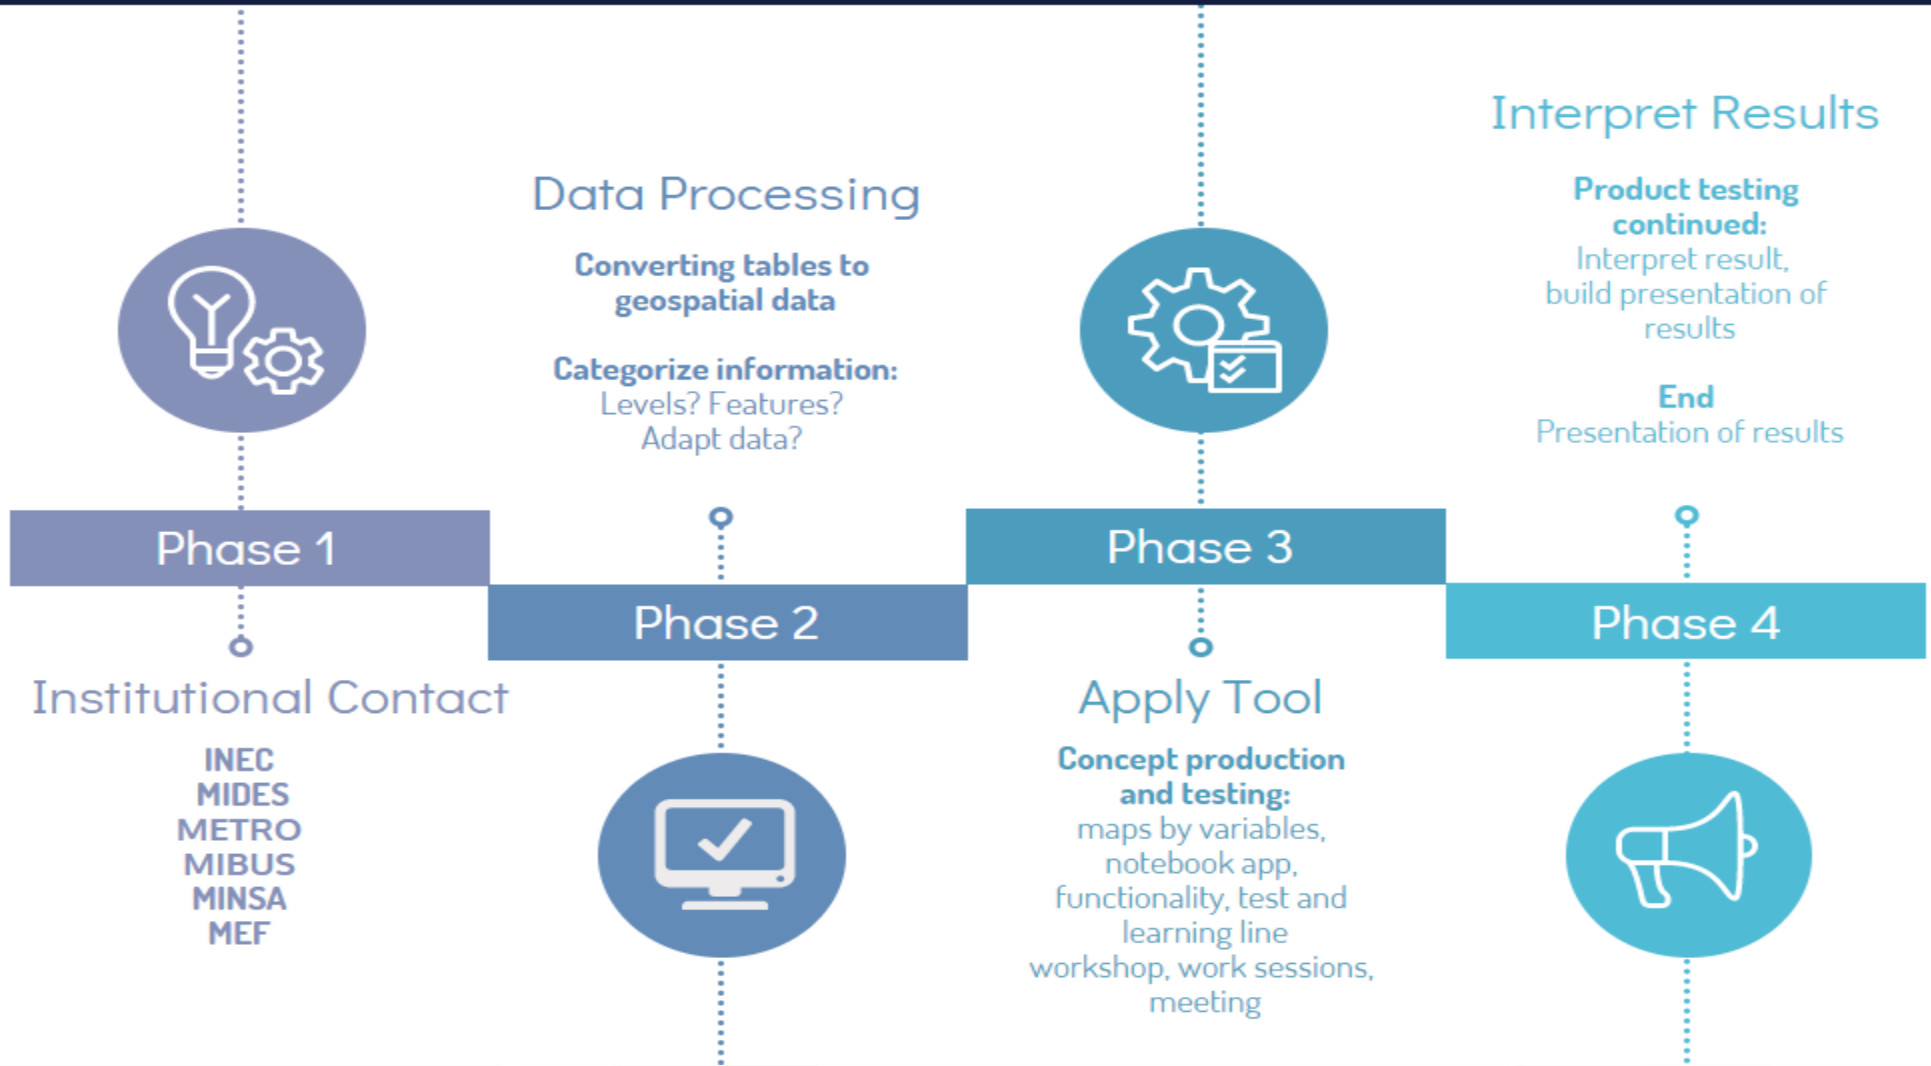 Phase 1
Institutional Contact
INEC
MIDES
METRO
MIBUS
MINSA
MEF
Data Processing
Converting tables to
geospatial data
Categorize information:
Levels? Features?
Adapt data?
Phase 2
Phase 3
Apply Tool
Concept production
and testing:
maps by variables,
notebook app,
functionality, test and
learning line
workshop, work sessions,
meeting
Interpret Results
Product testing
continued:
Interpret result,
build presentation of
results
End
Presentation of results
Phase 4